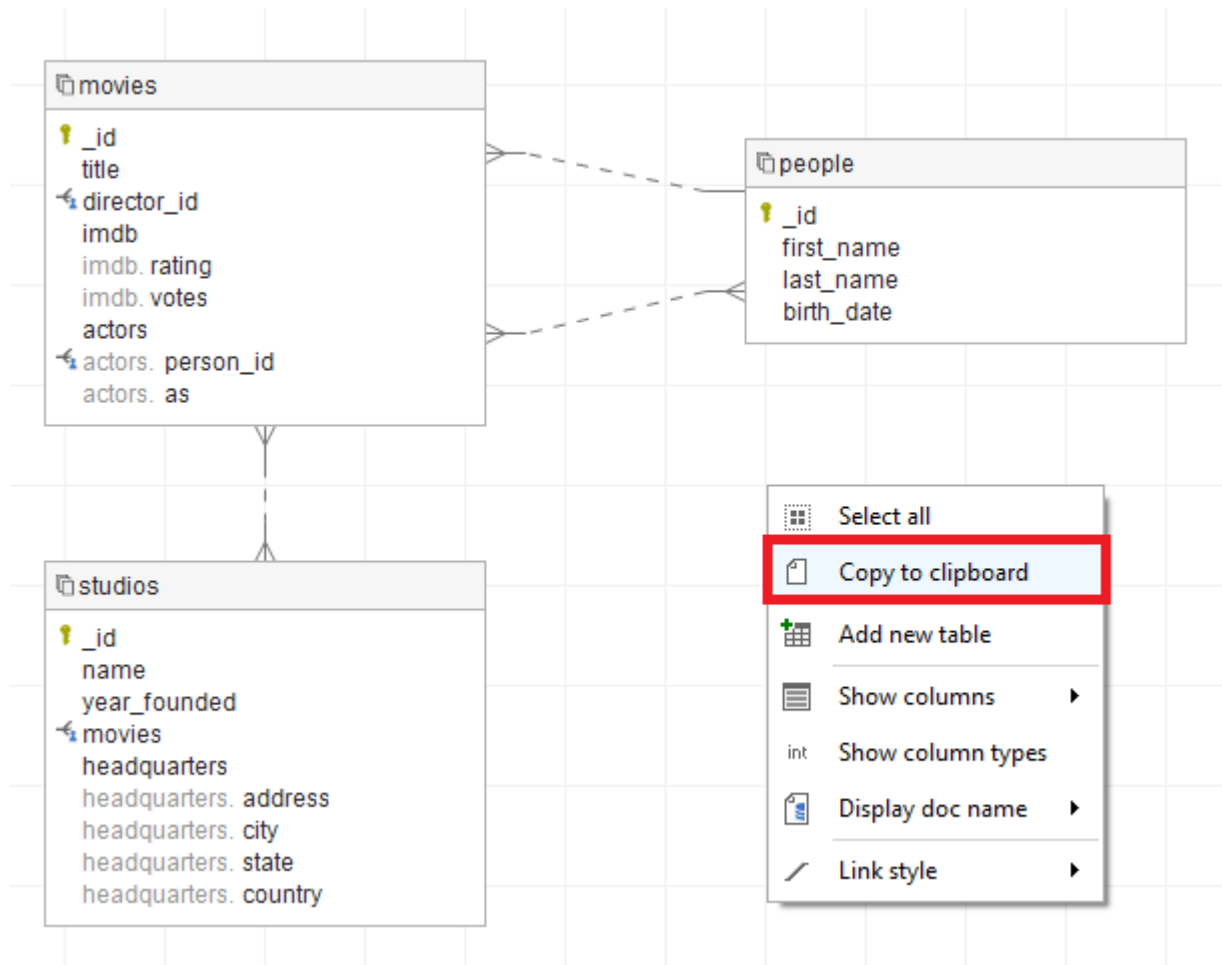 movies
_id
title
director_id
imdb
imdb. rating
imdb. votes
actors
actors. person_id
actors. as
people
_id
first_name
last_name
birth_date
studios
_id
name
year_founded
movies
headquarters
headquarters. address
headquarters. city
headquarters. state
headquarters. country
Select all
Copy to clipboard
Add new table
Show columns
int Show column types
Display doc name
Link style